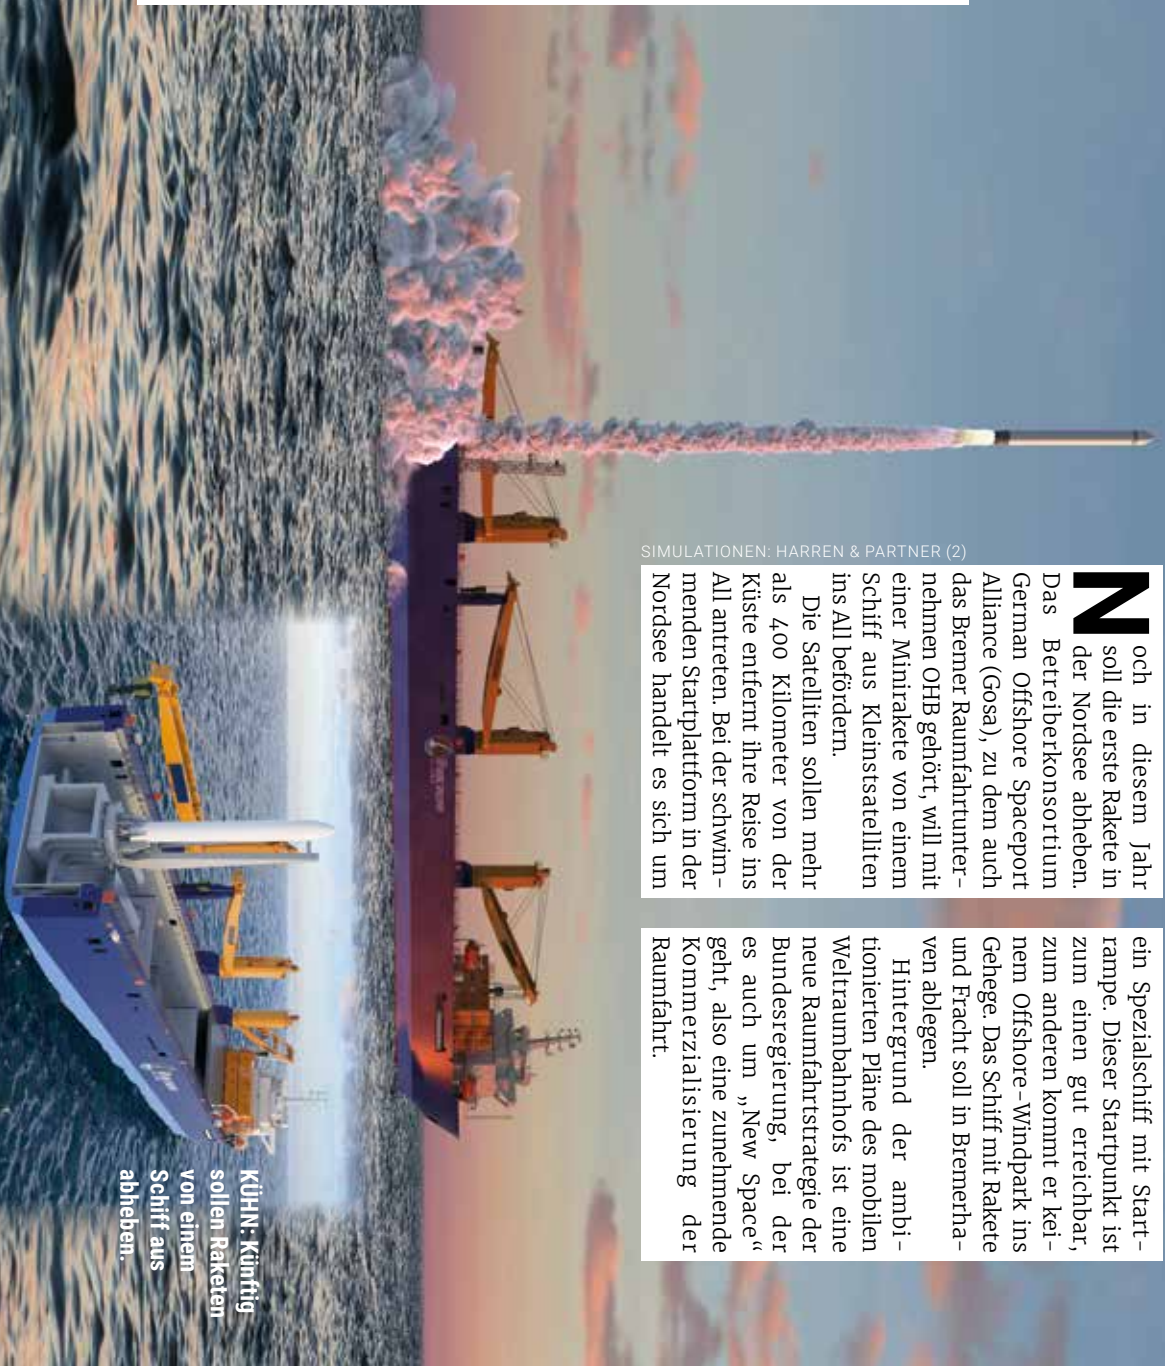 SIMULATIONEN: HARREN & PARTNER (2)
Noch in diesem Jahr
soll die erste Rakete in
der Nordsee abheben.
Das Betreiberkonsortium
German Offshore Spaceport
Alliance (Gosa), zu dem auch
das Bremer Raumfahrtunter-
nehmen OHB gehört, will mit
einer Minirakete von einem
Schiff aus Kleinstsatelliten
ins All befördern.
Die Satelliten sollen mehr
als 400 Kilometer von der
Küste entfernt ihre Reise ins
All antreten. Bei der schwim-
menden Startplattform in der
Nordsee handelt es sich um
ein Spezialschiff mit Start-
rampe. Dieser Startpunkt ist
zum einen gut erreichbar,
zum anderen kommt er kei-
nem Offshore-Windpark ins
Gehege. Das Schiff mit Rakete
und Fracht soll in Bremerha-
ven ablegen.
Hintergrund der ambi-
tionierten Pläne des mobilen
Weltraumbahnhofs ist eine
neue Raumfahrtstrategie der
Bundesregierung, bei der
es auch um „New Space“
geht, also eine zunehmende
Kommerzialisierung der
Raumfahrt.
KÜHN: Künftig
sollen Raketen
von einem
Schiff aus
abheben.